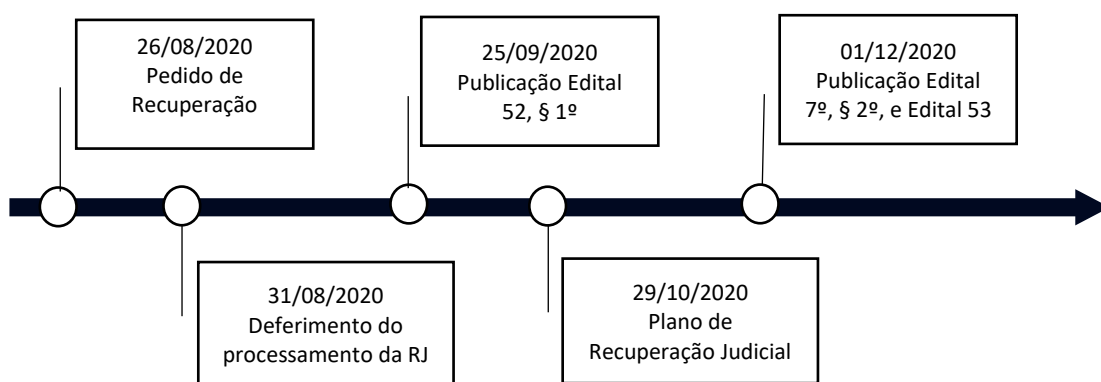 26/08/2020
Pedido de
Recuperação
25/09/2020
Publicação Edital
52, § 1º
01/12/2020
Publicação Edital
7º, § 2º, e Edital 53
31/08/2020
Deferimento do
processamento da RJ
29/10/2020
Plano de
Recuperação Judicial